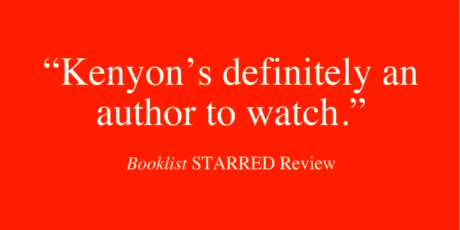 “Kenyon’s definitely an
author to watch.”
Booklist STARRED Review